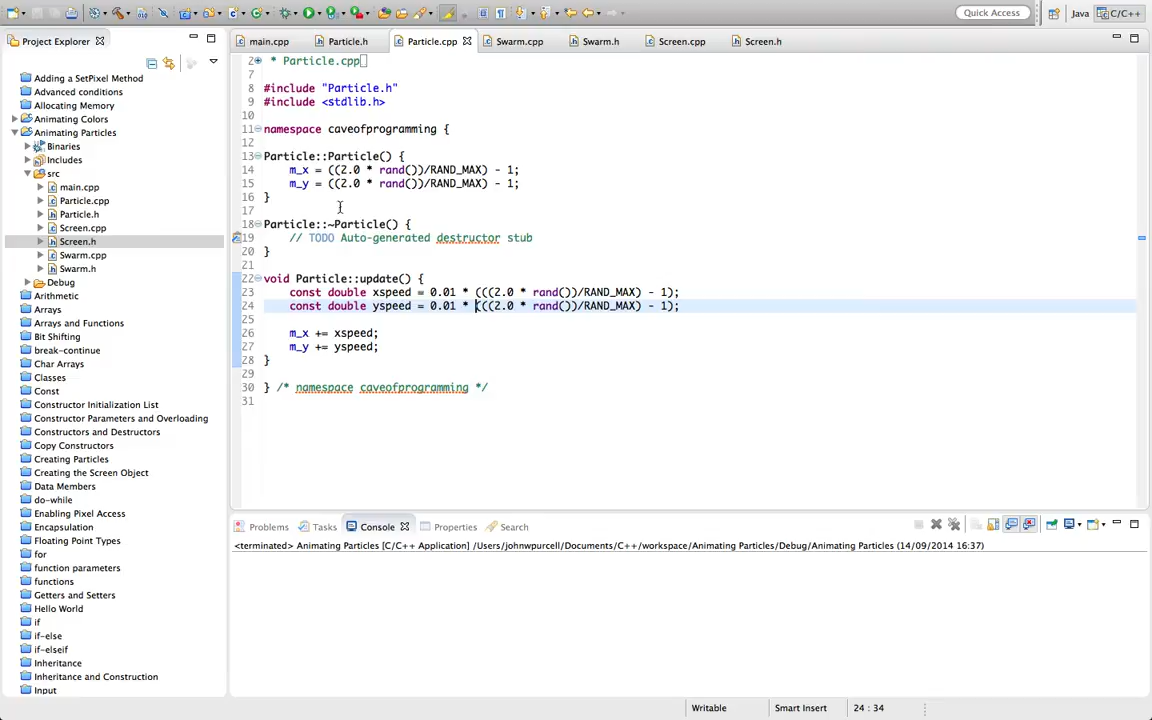 Quick Access
Java
C/C++
Project Explorer
main.cpp
Particle.h
Particle.cpp
Swarm.cpp
Swarm.h
Screen.cpp
Screen.h
Adding a SetPixel Method
Advanced conditions
Allocating Memory
Animating Colors
Animating Particles
Binaries
Includes
src
main.cpp
Particle.cpp
Particle.h
Screen.cpp
Screen.h
Swarm.cpp
Swarm.h
Debug
Arithmetic
Arrays
Arrays and Functions
Bit Shifting
break-continue
Char Arrays
Classes
Const
Constructor Initialization List
Constructor Parameters and Overloading
Constructors and Destructors
Copy Constructors
Creating Particles
Creating the Screen Object
Data Members
do-while
Enabling Pixel Access
Encapsulation
Floating Point Types
for
function parameters
functions
Getters and Setters
Hello World
if
if-else
if-elseif
Inheritance
Inheritance and Construction
Input
2 * Particle.cpp
7
8 #include "Particle.h"
9 #include <stdlib.h>
10
11 namespace caveofprogramming {
12
13 Particle::Particle() {
14 m_x = ((2.0 * rand())/RAND_MAX) - 1;
15 m_y = ((2.0 * rand())/RAND_MAX) - 1;
16 }
17
18 Particle::~Particle() {
19 // TODO Auto-generated destructor stub
20 }
21
22 void Particle::update() {
23 const double xspeed = 0.01 * (((2.0 * rand())/RAND_MAX) - 1);
24 const double yspeed = 0.01 * (((2.0 * rand())/RAND_MAX) - 1);
25
26 m_x += xspeed;
27 m_y += yspeed;
28 }
29
30 } /* namespace caveofprogramming */
31
Problems
Tasks
Console
Properties
Search
<terminated> Animating Particles [C/C++ Application] /Users/johnwpurcell/Documents/C++/workspace/Animating Particles/Debug/Animating Particles (14/09/2014 16:37)
Writable
Smart Insert
24 : 34